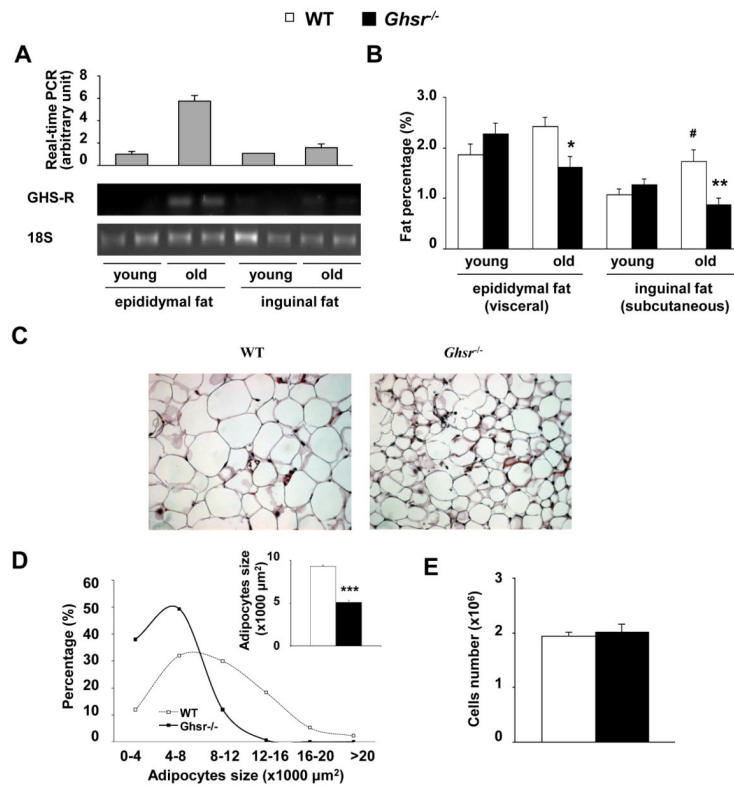 WT Ghsr-/-
A
Real-time PCR
(arbitrary unit)
8
6
4
2
0
GHS-R
18S
young old young old
epididymal fat inguinal fat
B
Fat percentage (%)
3.0
2.0
1.0
0
*
#
**
young old young old
epididymal fat inguinal fat
(visceral) (subcutaneous)
C
WT Ghsr-/-
D
Percentage (%)
60
50
40
30
20
10
0
WT
Ghsr-/-
0-4 4-8 8-12 12-16 16-20 >20
Adipocytes size (x1000 µm²)
Adipocytes size
(x1000 µm²)
10
5
0
***
E
Cells number (x10⁶)
3
2
1
0